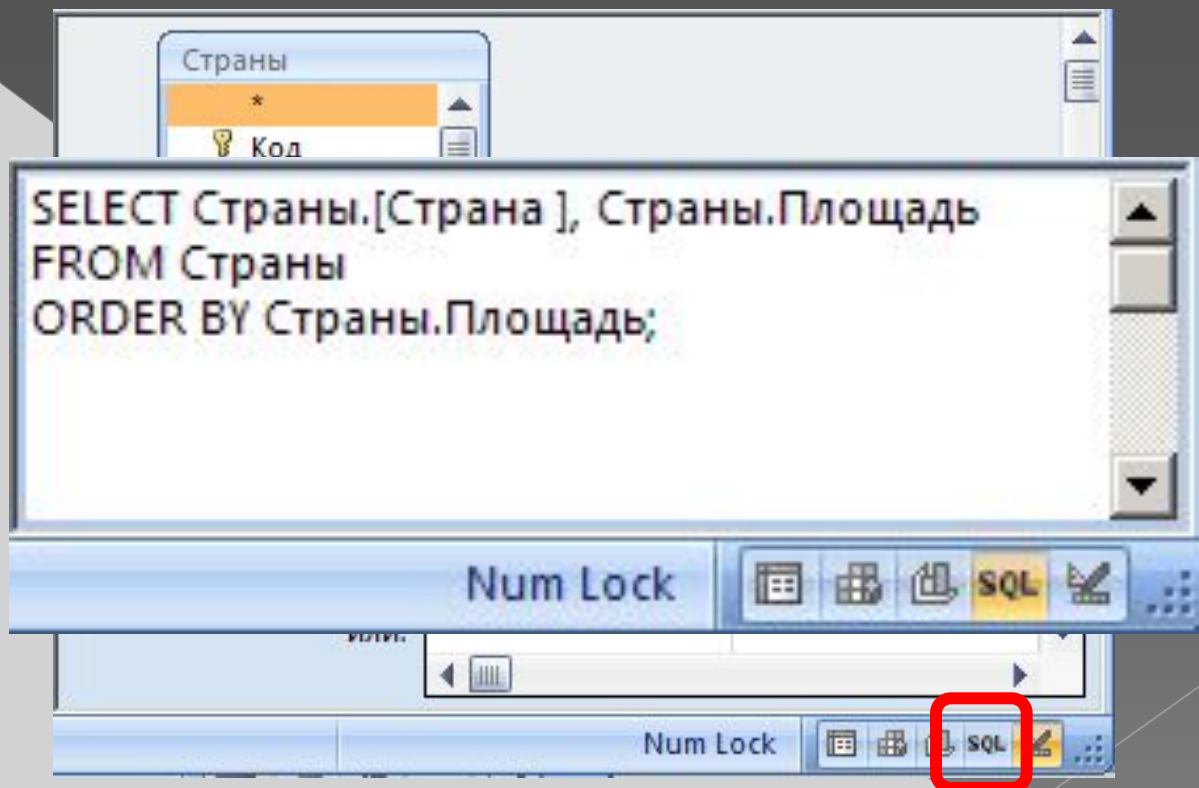 Страны
*
Код
SELECT Страны.[Страна ], Страны.Площадь
FROM Страны
ORDER BY Страны.Площадь;
Num Lock
SQL
или:
Num Lock
SQL